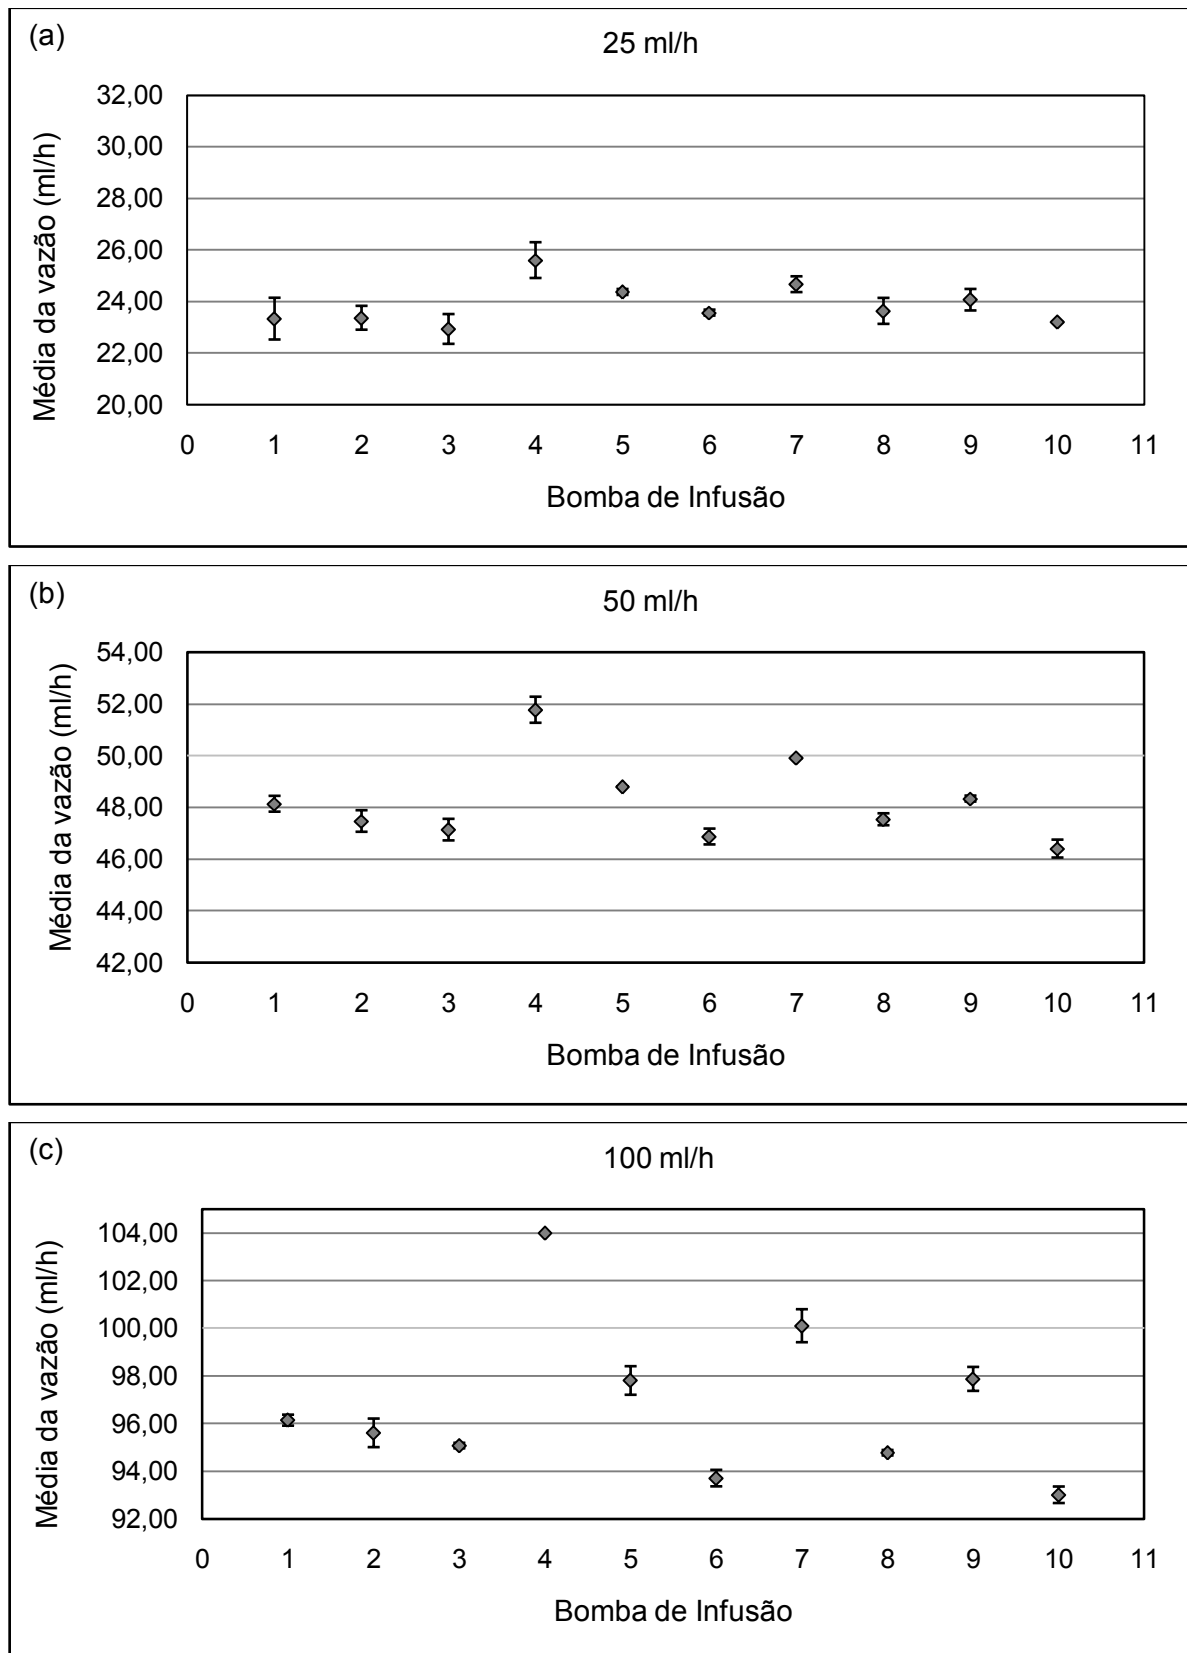 (a)
25 ml/h
Média da vazão (ml/h)
32,00
30,00
28,00
26,00
24,00
22,00
20,00
0 1 2 3 4 5 6 7 8 9 10 11
Bomba de Infusão
(b)
50 ml/h
Média da vazão (ml/h)
54,00
52,00
50,00
48,00
46,00
44,00
42,00
0 1 2 3 4 5 6 7 8 9 10 11
Bomba de Infusão
(c)
100 ml/h
Média da vazão (ml/h)
104,00
102,00
100,00
98,00
96,00
94,00
92,00
0 1 2 3 4 5 6 7 8 9 10 11
Bomba de Infusão